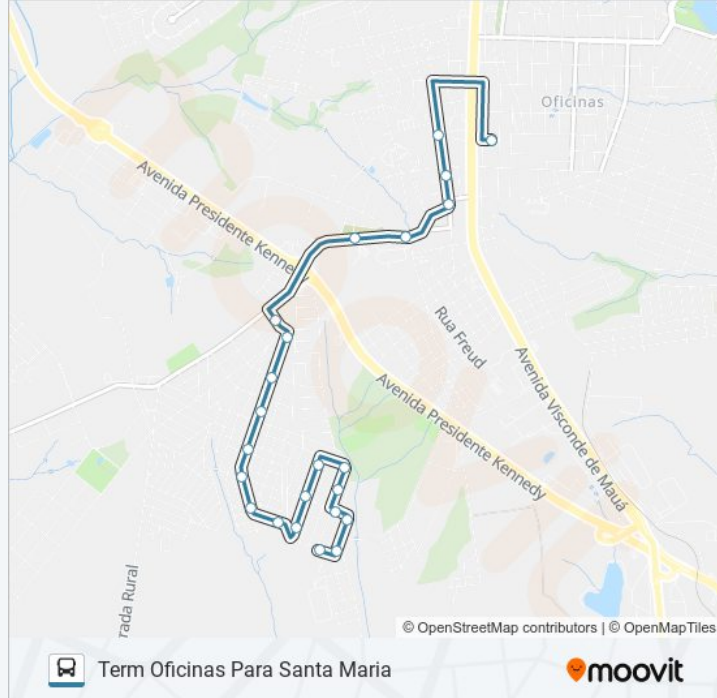 Oficinas
Avenida Presidente Kennedy
Rua Freud
Avenida Visconde de Mauá
Avenida Presidente Kennedy
rada Rural
© OpenStreetMap contributors | © OpenMapTiles
Term Oficinas Para Santa Maria
moovit